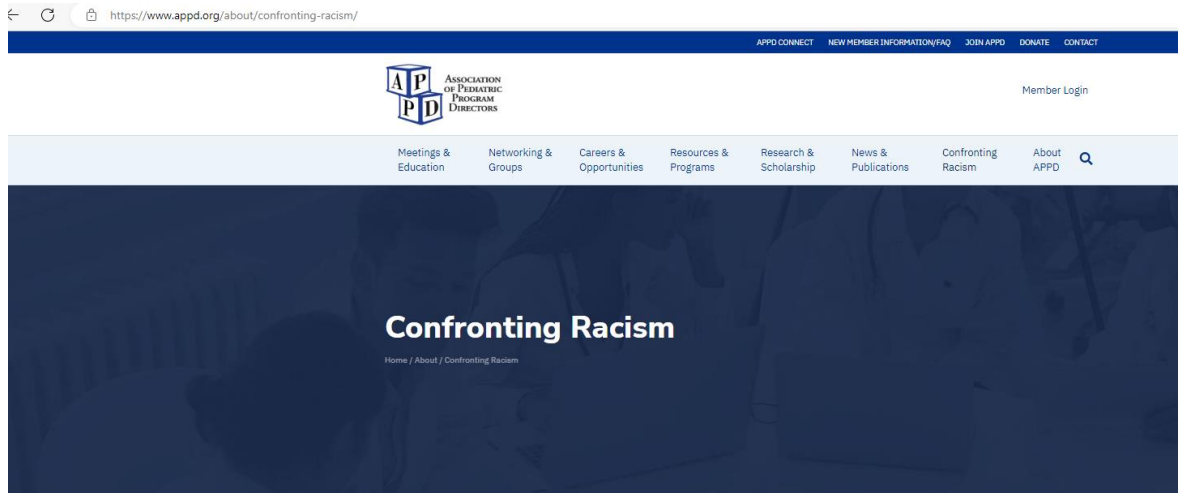 https://www.appd.org/about/confronting-racism/
APPD CONNECT NEW MEMBER INFORMATION/FAQ JOIN APPD DONATE CONTACT
A P
P D
ASSOCIATION
OF PEDIATRIC
PROGRAM
DIRECTORS
Member Login
Meetings &
Education
Networking &
Groups
Careers &
Opportunities
Resources &
Programs
Research &
Scholarship
News &
Publications
Confronting
Racism
About
APPD
Confronting Racism
Home / About / Confronting Racism